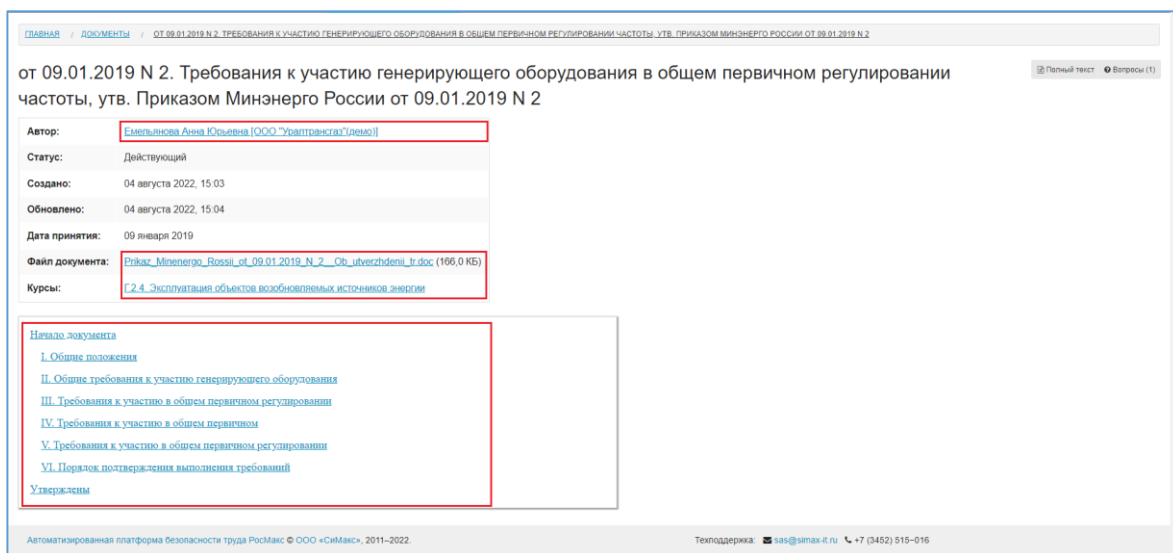 ГЛАВНАЯ / ДОКУМЕНТЫ / ОТ 09.01.2019 N 2. ТРЕБОВАНИЯ К УЧАСТИЮ ГЕНЕРИРУЮЩЕГО ОБОРУДОВАНИЯ В ОБЩЕМ ПЕРВИЧНОМ РЕГУЛИРОВАНИИ ЧАСТОТЫ, УТВ. ПРИКАЗОМ МИНЭНЕРГО РОССИИ ОТ 09.01.2019 N 2
от 09.01.2019 N 2. Требования к участию генерирующего оборудования в общем первичном регулировании
частоты, утв. Приказом Минэнерго России от 09.01.2019 N 2
Полный текст Вопросы (1)
Автор: Емельянова Анна Юрьевна [ООО "Уралтрансгаз"(демо)]
Статус: Действующий
Создано: 04 августа 2022, 15:03
Обновлено: 04 августа 2022, 15:04
Дата принятия: 09 января 2019
Файл документа: Prikaz_Minenergo_Rossii_ot_09.01.2019_N_2__Ob_utverzhdenii_tr.doc (166,0 КБ)
Курсы: Г.2.4. Эксплуатация объектов возобновляемых источников энергии
Начало документа
I. Общие положения
II. Общие требования к участию генерирующего оборудования
III. Требования к участию в общем первичном регулировании
IV. Требования к участию в общем первичном
V. Требования к участию в общем первичном регулировании
VI. Порядок подтверждения выполнения требований
Утверждены
Автоматизированная платформа безопасности труда РосМакс © ООО «СиМакс», 2011–2022. Техподдержка: sas@simax-it.ru +7 (3452) 515–016